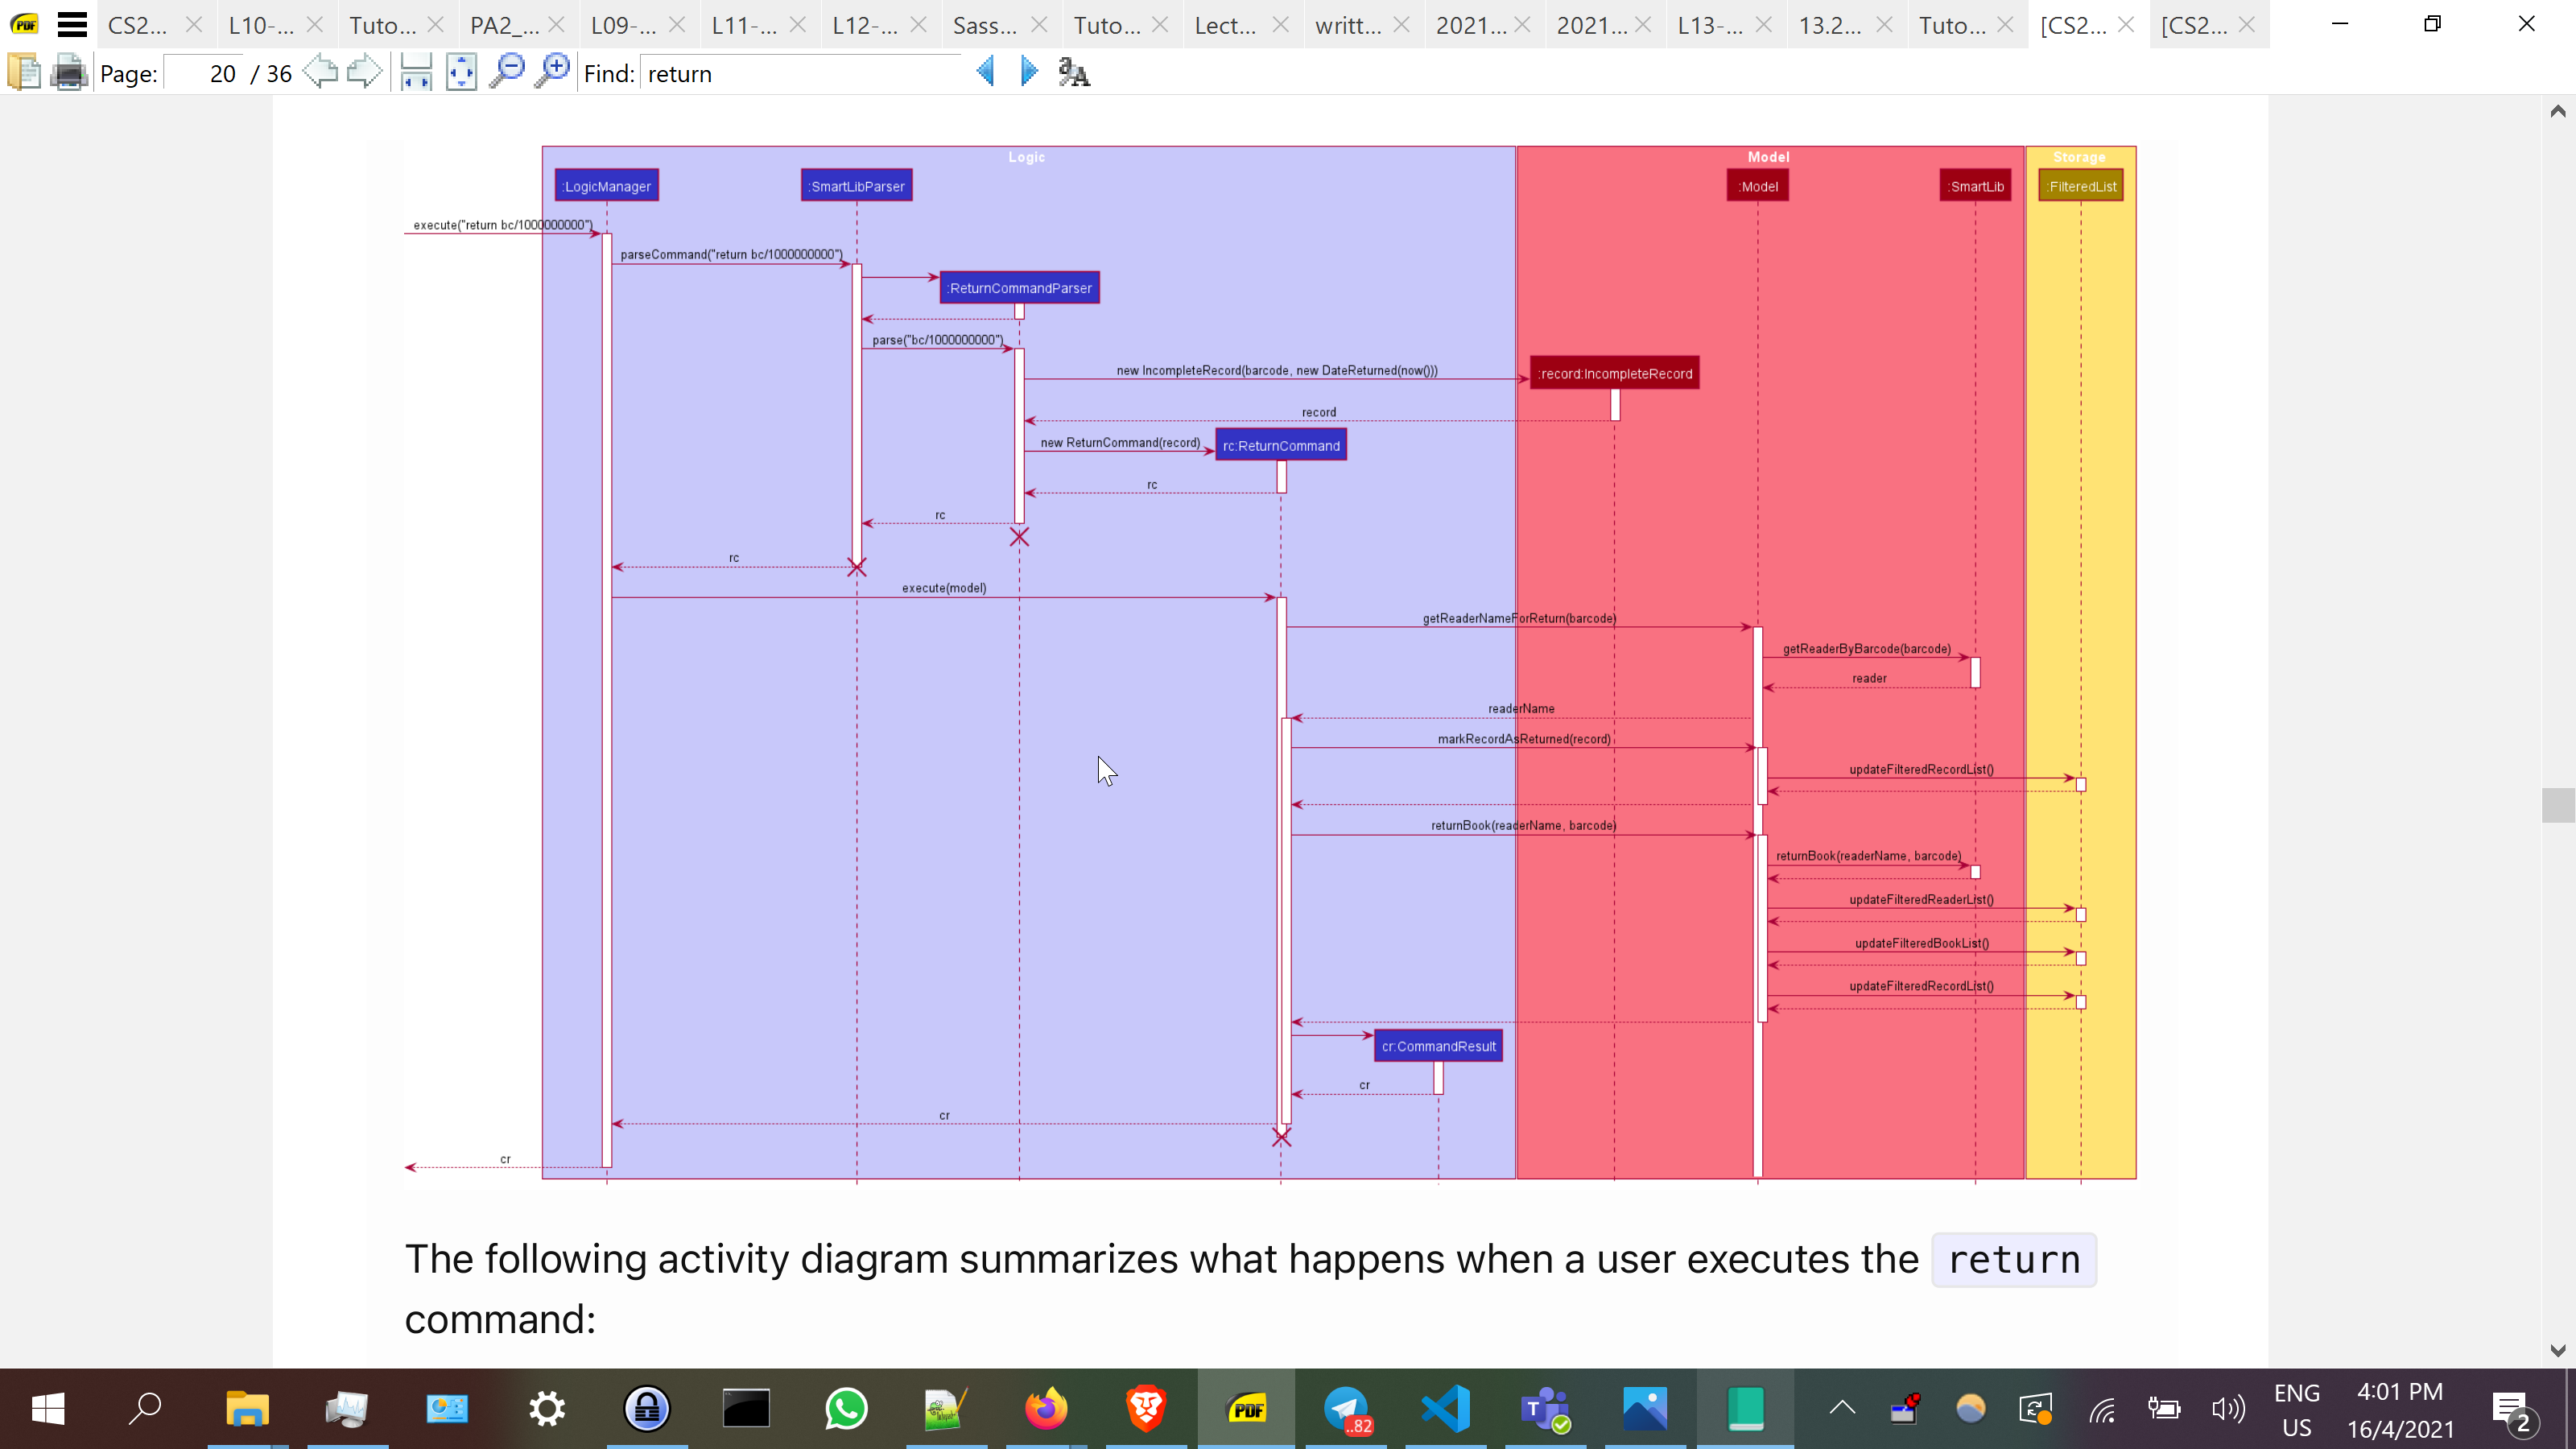 CS2...
L10-...
Tuto...
PA2_...
L09-...
L11-...
L12-...
Sass...
Tuto...
Lect...
writt...
2021...
2021...
L13-...
13.2...
Tuto...
[CS2...
[CS2...
Page: 20 / 36
Find: return
Logic
Model
Storage
:LogicManager
:SmartLibParser
:Model
:SmartLib
:FilteredList
execute("return bc/1000000000")
parseCommand("return bc/1000000000")
:ReturnCommandParser
parse("bc/1000000000")
new IncompleteRecord(barcode, new DateReturned(now()))
:record:IncompleteRecord
record
new ReturnCommand(record)
rc:ReturnCommand
rc
rc
rc
execute(model)
getReaderNameForReturn(barcode)
getReaderByBarcode(barcode)
reader
readerName
markRecordAsReturned(record)
updateFilteredRecordList()
returnBook(readerName, barcode)
returnBook(readerName, barcode)
updateFilteredReaderList()
updateFilteredBookList()
updateFilteredRecordList()
cr:CommandResult
cr
cr
cr
The following activity diagram summarizes what happens when a user executes the return
command:
PDF
..82
ENG
US
4:01 PM
16/4/2021
2